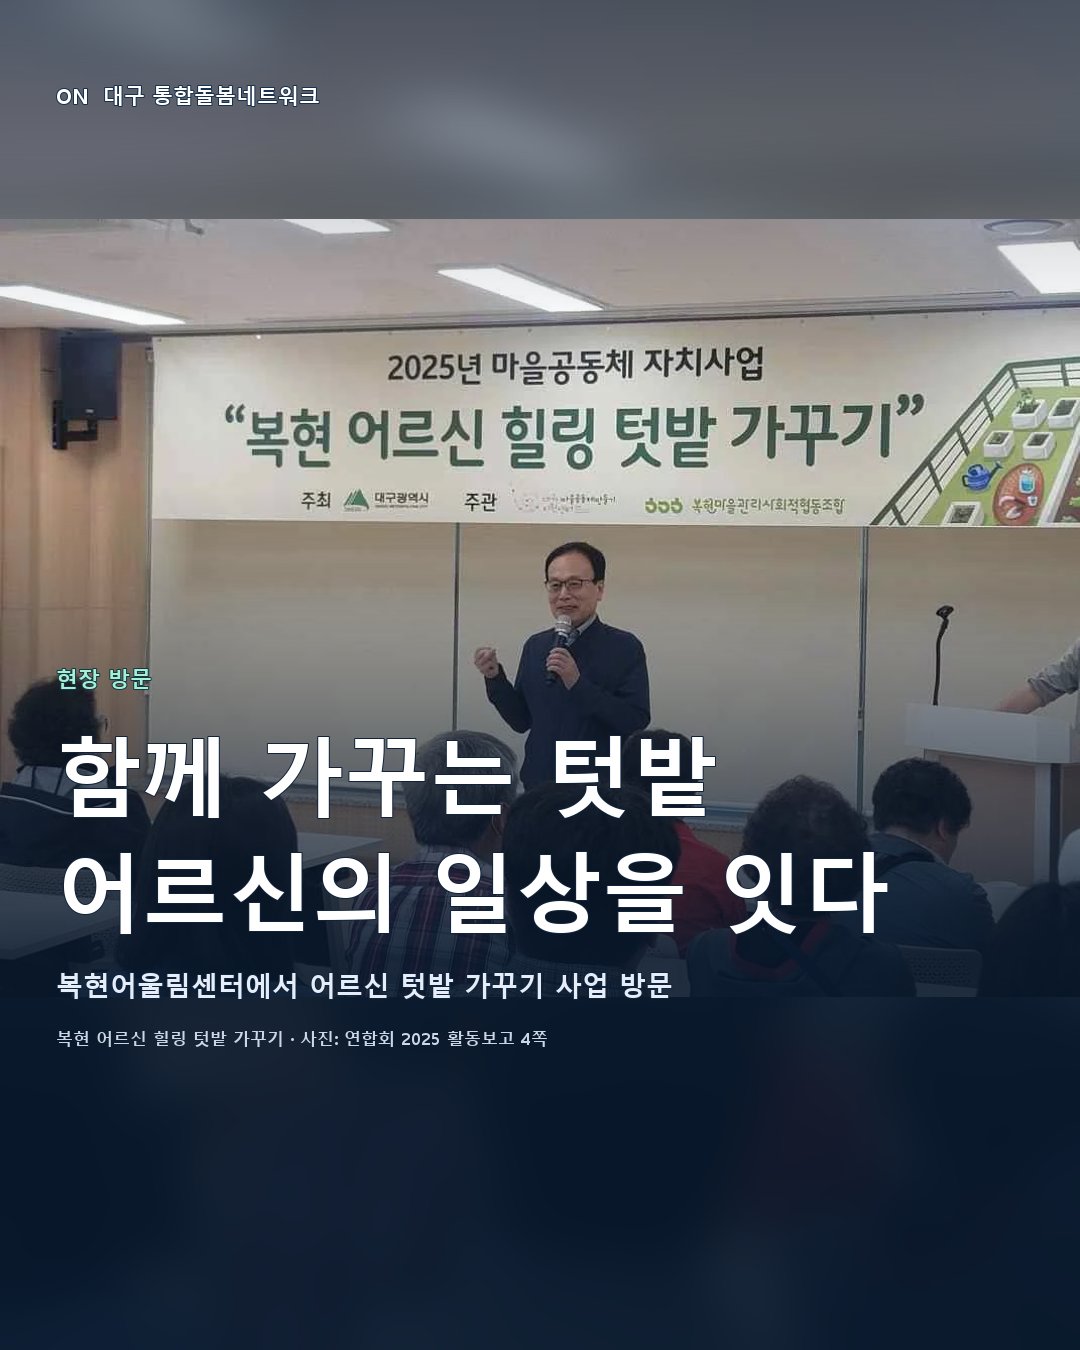 ON 대구 통합돌봄네트워크
2025년 마을공동체 자치사업
“복현 어르신 힐링 텃밭 가꾸기”
주최 대구광역시 주관 복현마을관리사회적협동조합
현장 방문
함께 가꾸는 텃밭
어르신의 일상을 잇다
복현어울림센터에서 어르신 텃밭 가꾸기 사업 방문
복현 어르신 힐링 텃밭 가꾸기 · 사진: 연합회 2025 활동보고 4쪽